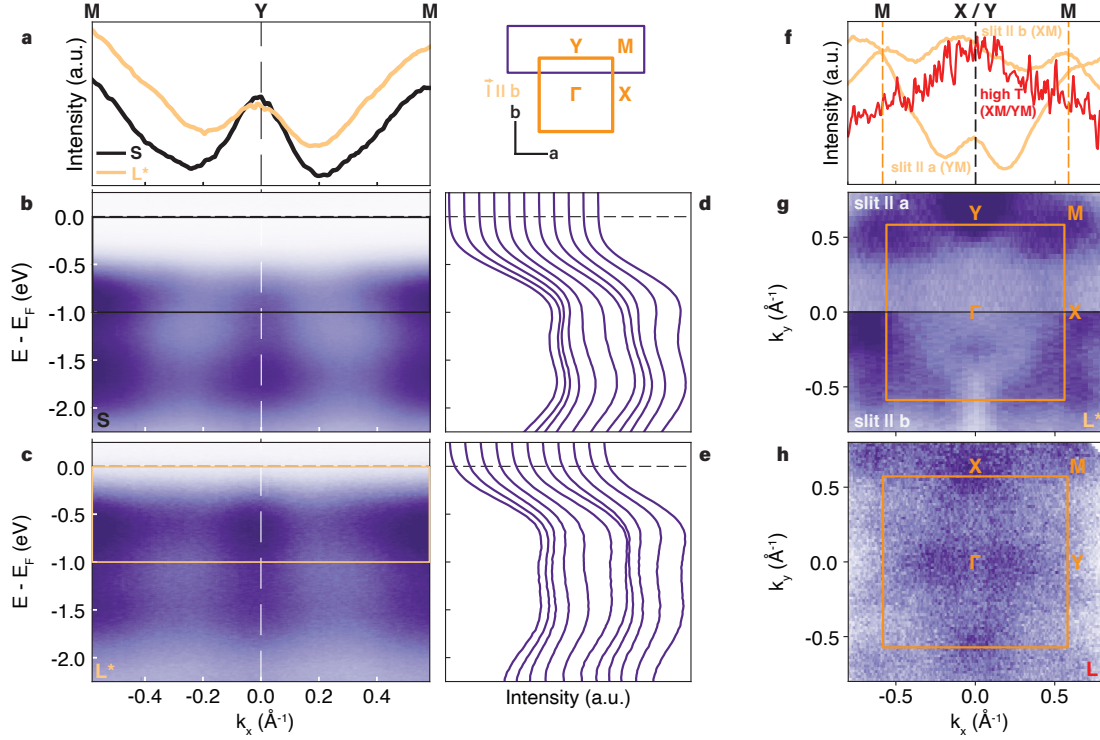 M Y M
a
Intensity (a.u.)
S
L*
Y M
Γ X
I || b
b
a
M X / Y M
f
Intensity (a.u.)
slit || b (XM)
high T
(XM/YM)
slit || a (YM)
b
E - E_F (eV)
0.0
-0.5
-1.0
-1.5
-2.0
S
d
c
E - E_F (eV)
0.0
-0.5
-1.0
-1.5
-2.0
L*
-0.4 -0.2 0.0 0.2 0.4
k_x (Å⁻¹)
e
Intensity (a.u.)
g
slit || a
Y M
Γ X
k_y (Å⁻¹)
0.5
0.0
-0.5
slit || b
L*
h
X M
Γ Y
k_y (Å⁻¹)
0.5
0.0
-0.5
L
-0.5 0.0 0.5
k_x (Å⁻¹)